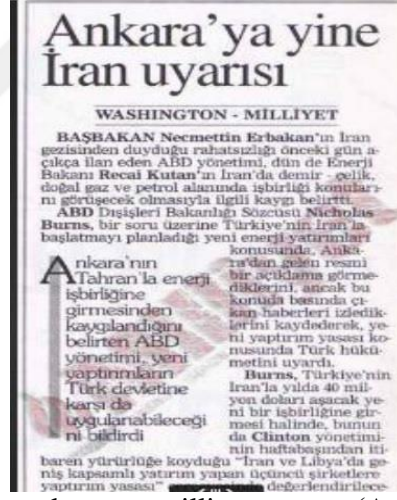 Ankara'ya yine
İran uyarısı
WASHINGTON - MİLLİYET
BAŞBAKAN Necmettin Erbakan'ın İran
gezisinden duyduğu rahatsızlığı önceki gün a-
çıkça ilan eden ABD yönetimi, dün de Enerji
Bakanı Recai Kutan'ın İran'da demir - çelik,
doğal gaz ve petrol alanında işbirliği konuları-
nı görüşecek olmasıyla ilgili kaygı belirtti.
ABD Dışişleri Bakanlığı Sözcüsü Nicholas
Burns, bir soru üzerine Türkiye'nin İran'la
başlatmayı planladığı yeni enerji yatırımları
konusunda, Anka-
ra'dan gelen resmi
bir açıklama görme-
diklerini, ancak bu
konuda basında çı-
kan haberleri izledik-
lerini kaydederek, ye-
ni yaptırım yasası ko-
nusunda Türk hükü-
metini uyardı.
Burns, Türkiye'nin
İran'la yılda 40 mil-
yon doları aşacak ye-
ni bir işbirliğine gir-
mesi halinde, bunun
da Clinton yönetimi-
nin haftabaşından iti-
Ankara'nın
Tahran'la enerji
işbirliğine
girmesinden
kaygılandığını
belirten ABD
yönetimi, yeni
yaptırımların
Türk devletine
karşı da
uygulanabileceği
ni bildirdi
baren yürürlüğe koyduğu "İran ve Libya'da ge-
niş kapsamlı yatırım yapan üçüncü şirketlere
yaptırım yasası" değerlendirilece-